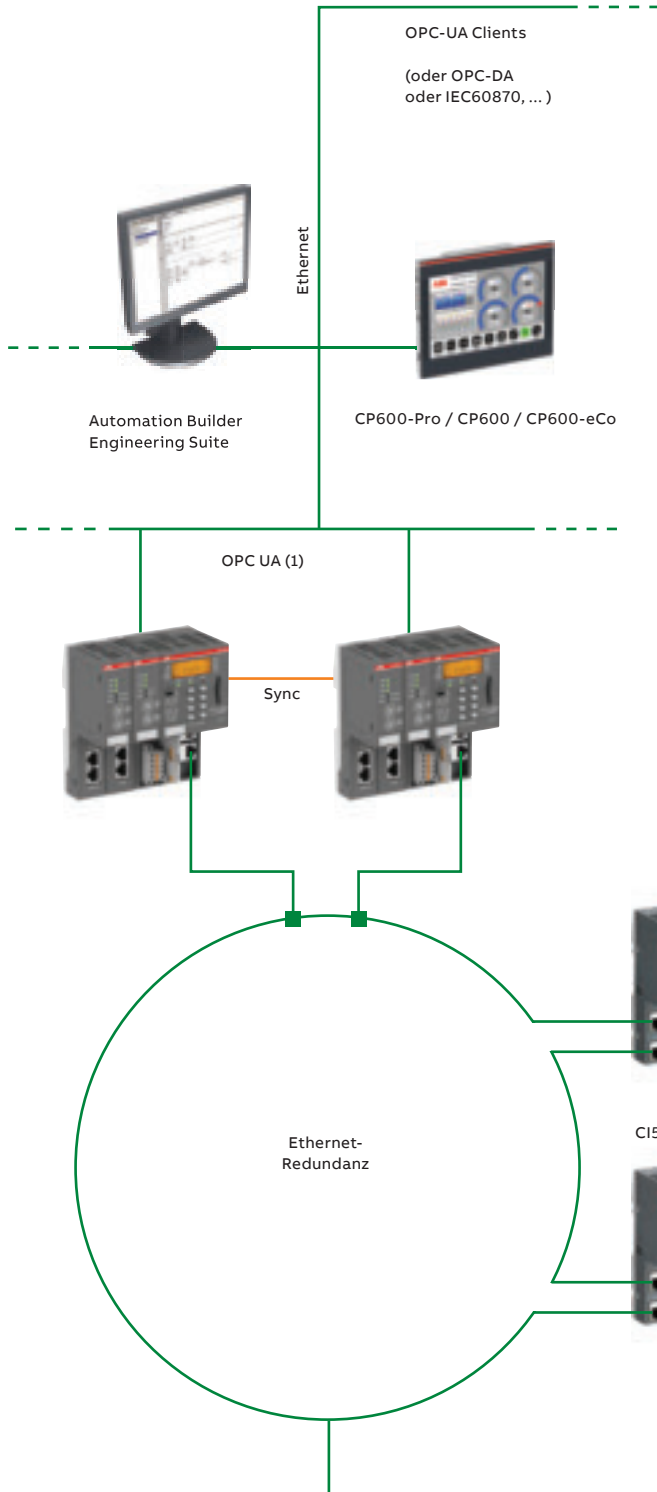 OPC-UA Clients
(oder OPC-DA
oder IEC60870, ... )
Ethernet
Automation Builder
Engineering Suite
CP600-Pro / CP600 / CP600-eCo
OPC UA (1)
Sync
Ethernet-
Redundanz